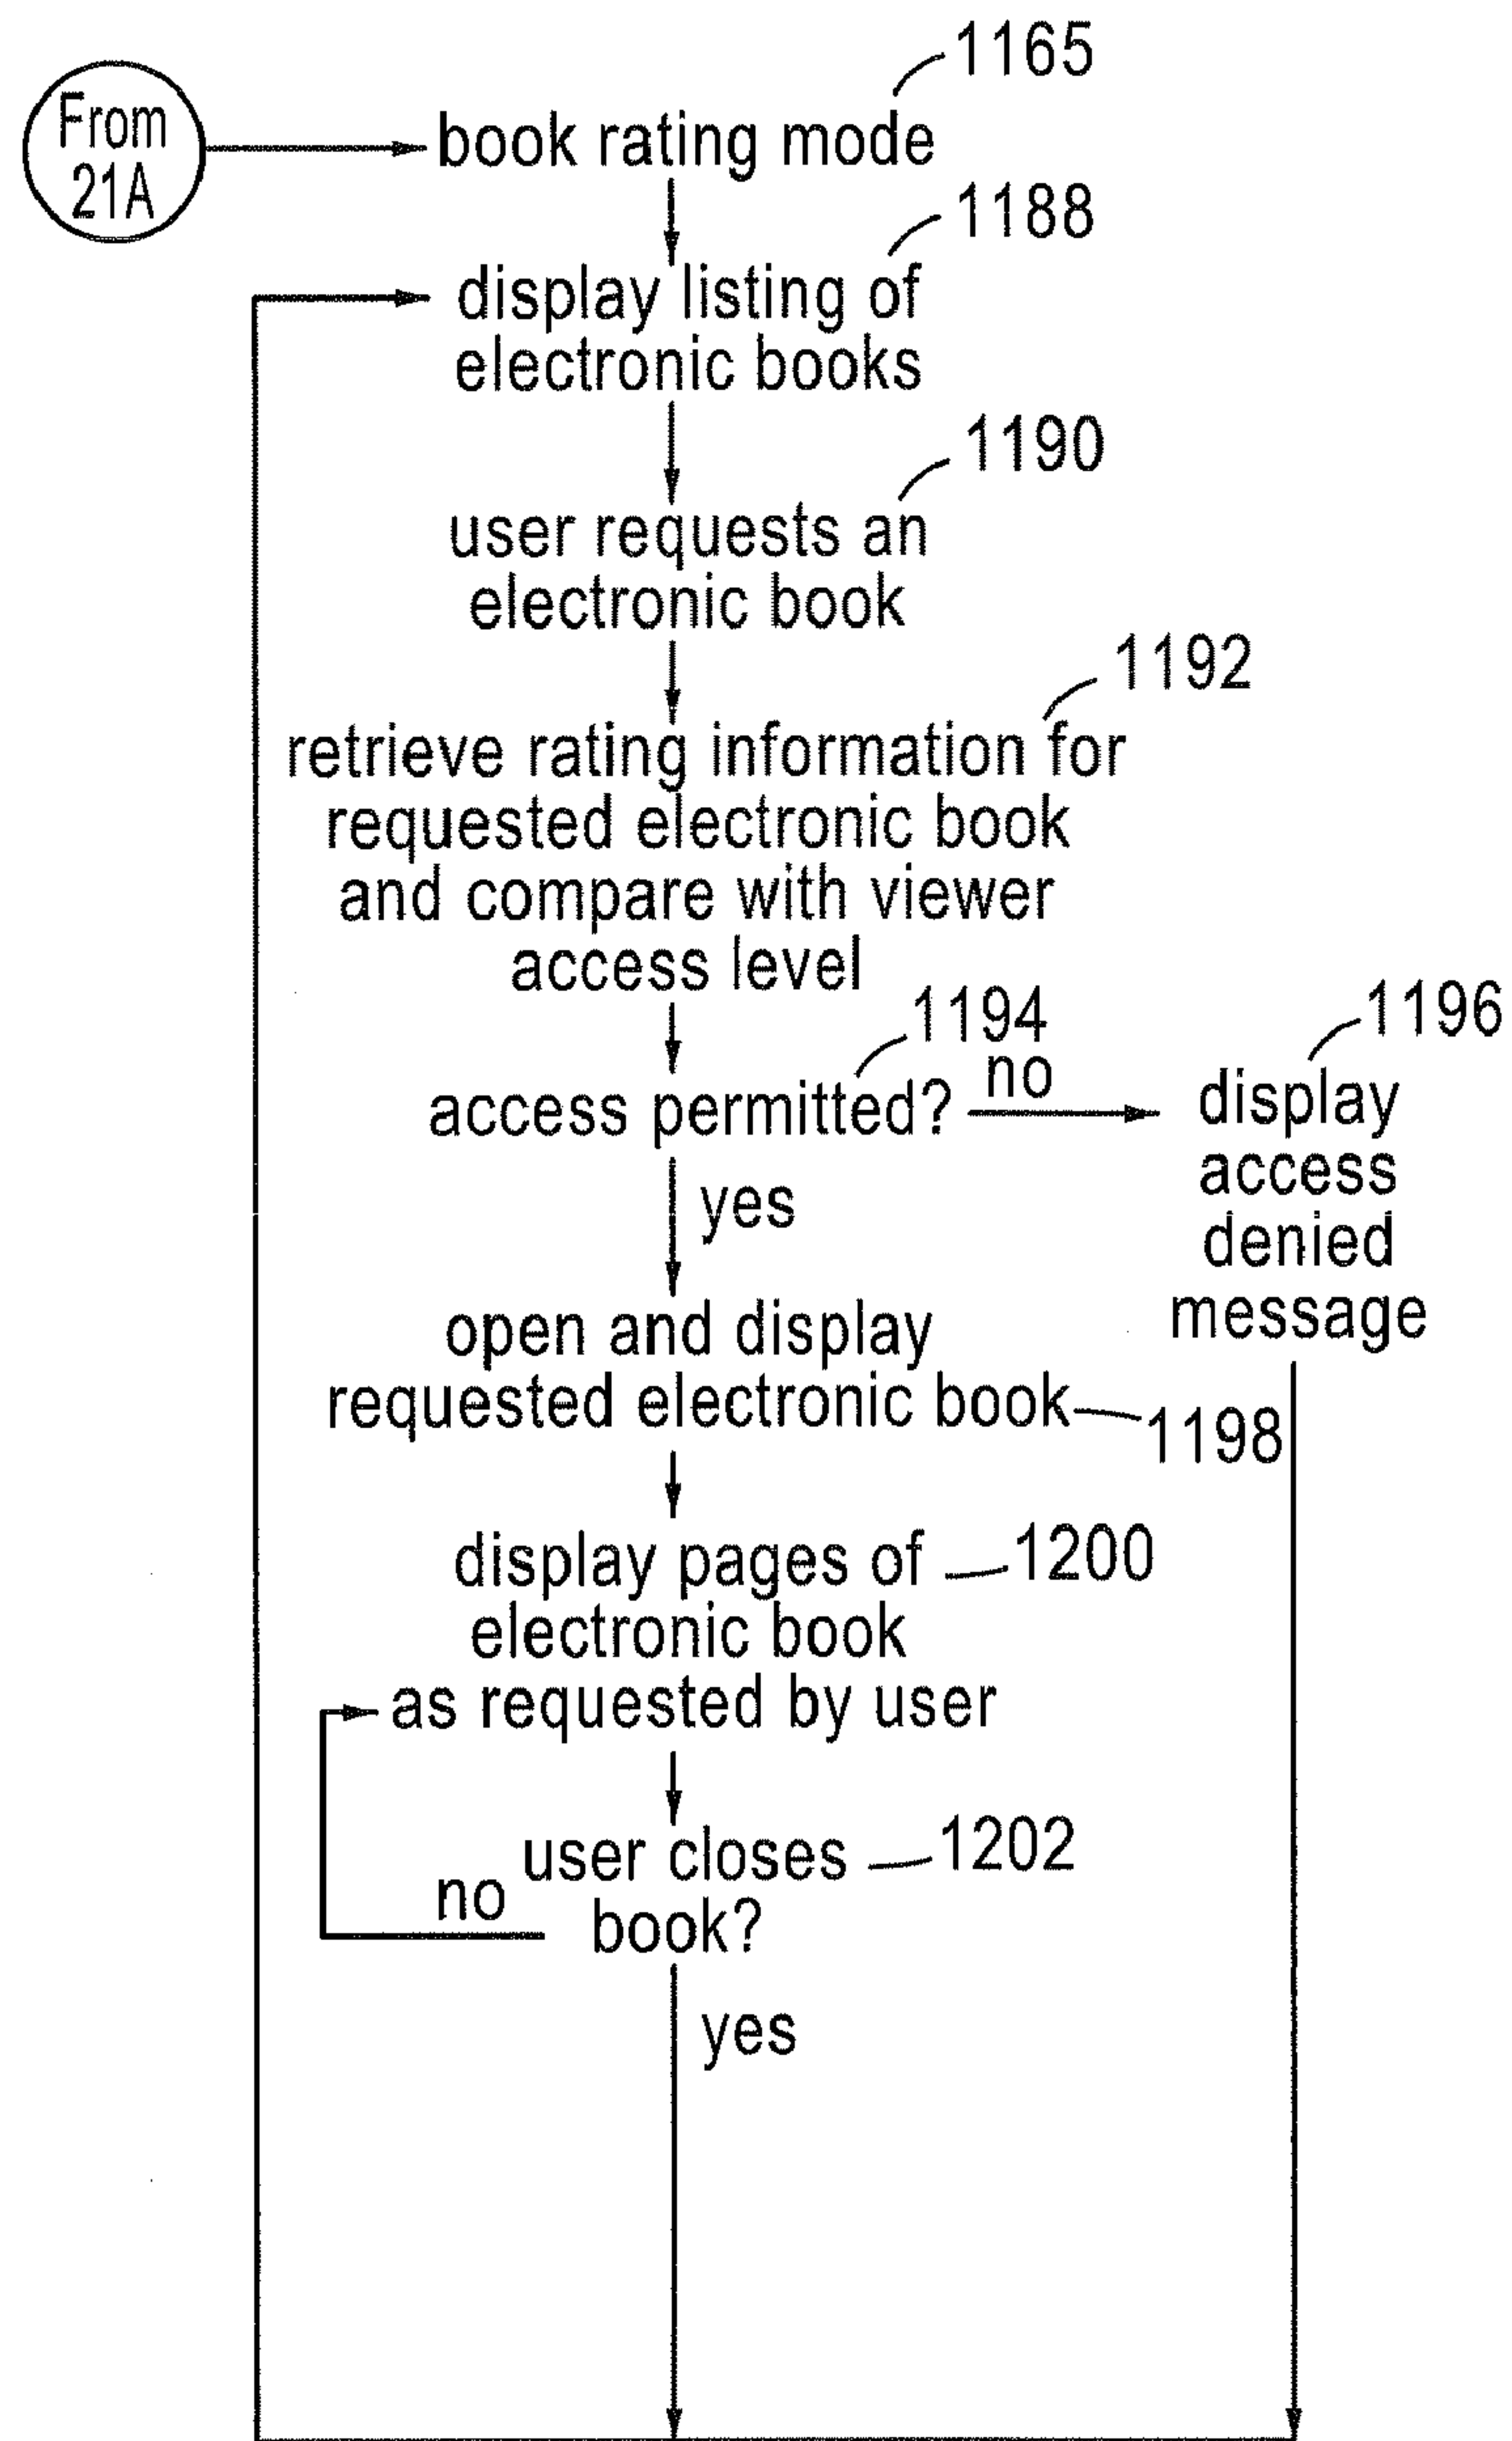 From
21A
1165
book rating mode
1188
display listing of
electronic books
1190
user requests an
electronic book
1192
retrieve rating information for
requested electronic book
and compare with viewer
access level
1194
access permitted?
no
1196
display
access
denied
message
yes
open and display
requested electronic book
1198
display pages of
1200
electronic book
as requested by user
user closes
1202
no
book?
yes